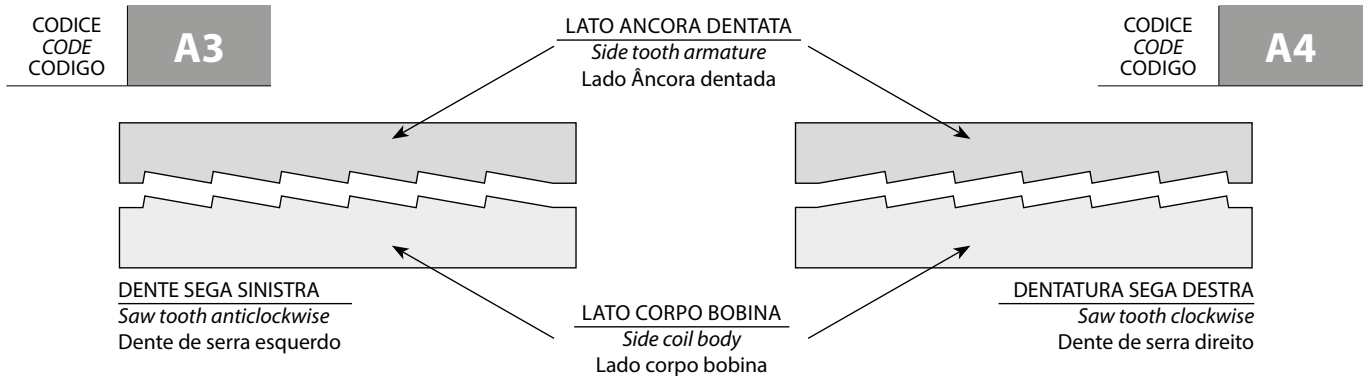 CODICE
CODE
CODIGO
A3
LATO ANCORA DENTATA
Side tooth armature
Lado Âncora dentada
CODICE
CODE
CODIGO
A4
DENTE SEGA SINISTRA
Saw tooth anticlockwise
Dente de serra esquerdo
LATO CORPO BOBINA
Side coil body
Lado corpo bobina
DENTATURA SEGA DESTRA
Saw tooth clockwise
Dente de serra direito